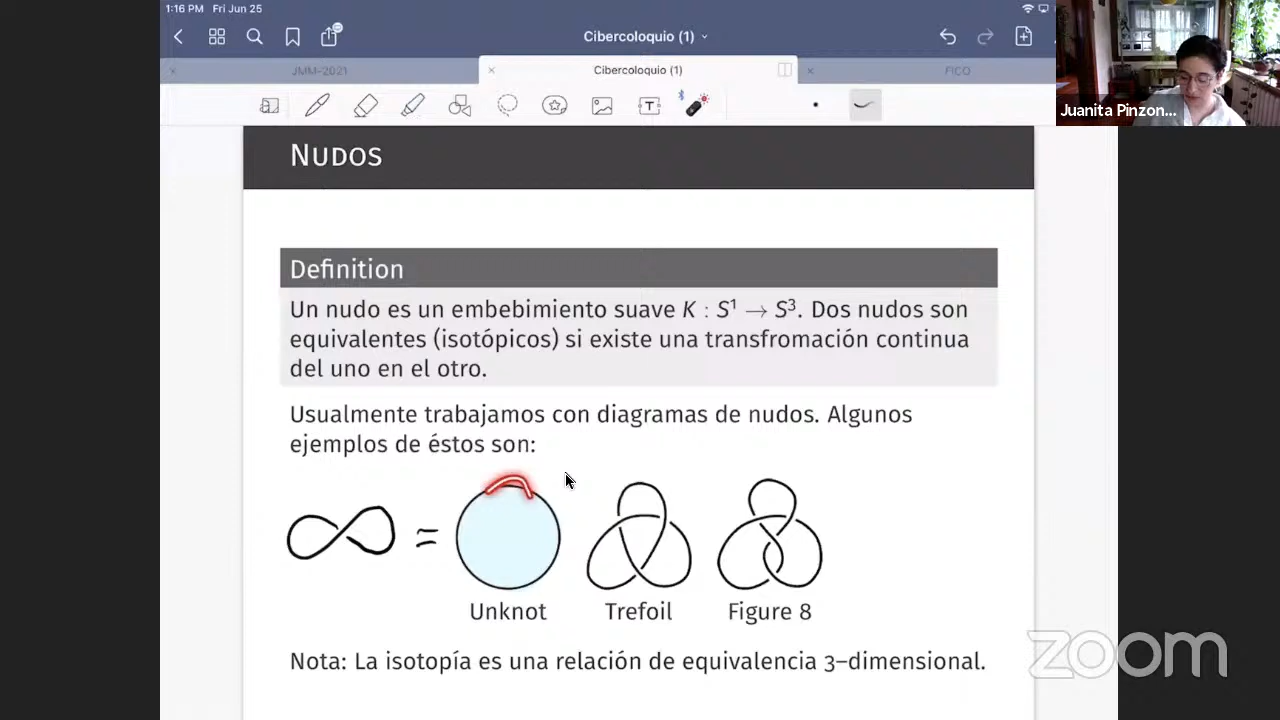 1:16 PM Fri Jun 25
Cibercoloquio (1)
JMM-2021
Cibercoloquio (1)
FICO
T
Juanita Pinzon...
NUDOS
Definition
Un nudo es un embebimiento suave K : S¹ → S³. Dos nudos son
equivalentes (isotópicos) si existe una transfromación continua
del uno en el otro.
Usualmente trabajamos con diagramas de nudos. Algunos
ejemplos de éstos son:
=
Unknot Trefoil Figure 8
Nota: La isotopía es una relación de equivalencia 3–dimensional.
zoom